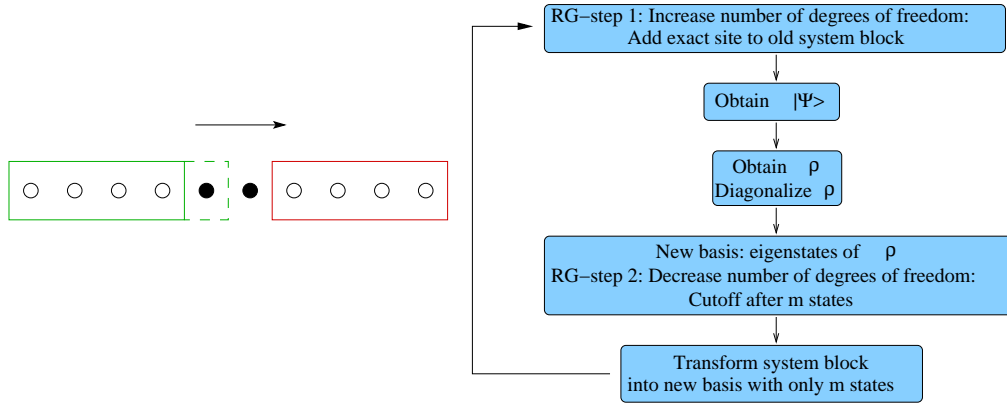 RG−step 1: Increase number of degrees of freedom:
Add exact site to old system block
Obtain |Ψ>
Obtain ρ
Diagonalize ρ
New basis: eigenstates of ρ
RG−step 2: Decrease number of degrees of freedom:
Cutoff after m states
Transform system block
into new basis with only m states